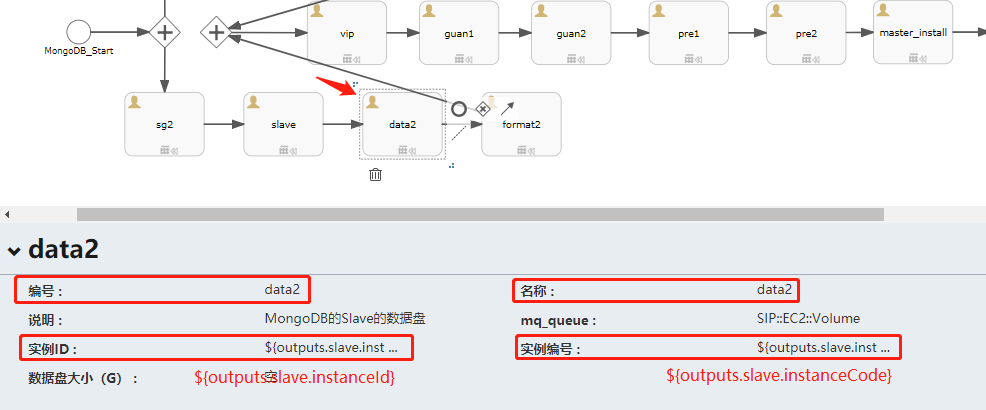 MongoDB_Start
vip
guan1
guan2
pre1
pre2
master_install
sg2
slave
data2
format2
data2
编号： data2
名称： data2
说明： MongoDB的Slave的数据盘
mq_queue： SIP::EC2::Volume
实例ID： ${outputs.slave.inst ...
实例编号： ${outputs.slave.inst ...
数据盘大小（G）： 空
${outputs.slave.instanceId}
${outputs.slave.instanceCode}